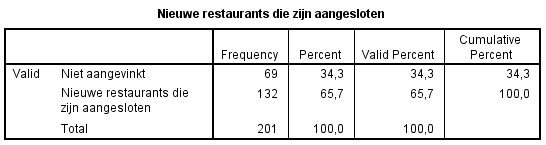 Nieuwe restaurants die zijn aangesloten
Frequency Percent Valid Percent Cumulative Percent
Valid Niet aangevinkt 69 34,3 34,3 34,3
Nieuwe restaurants die zijn aangesloten 132 65,7 65,7 100,0
Total 201 100,0 100,0